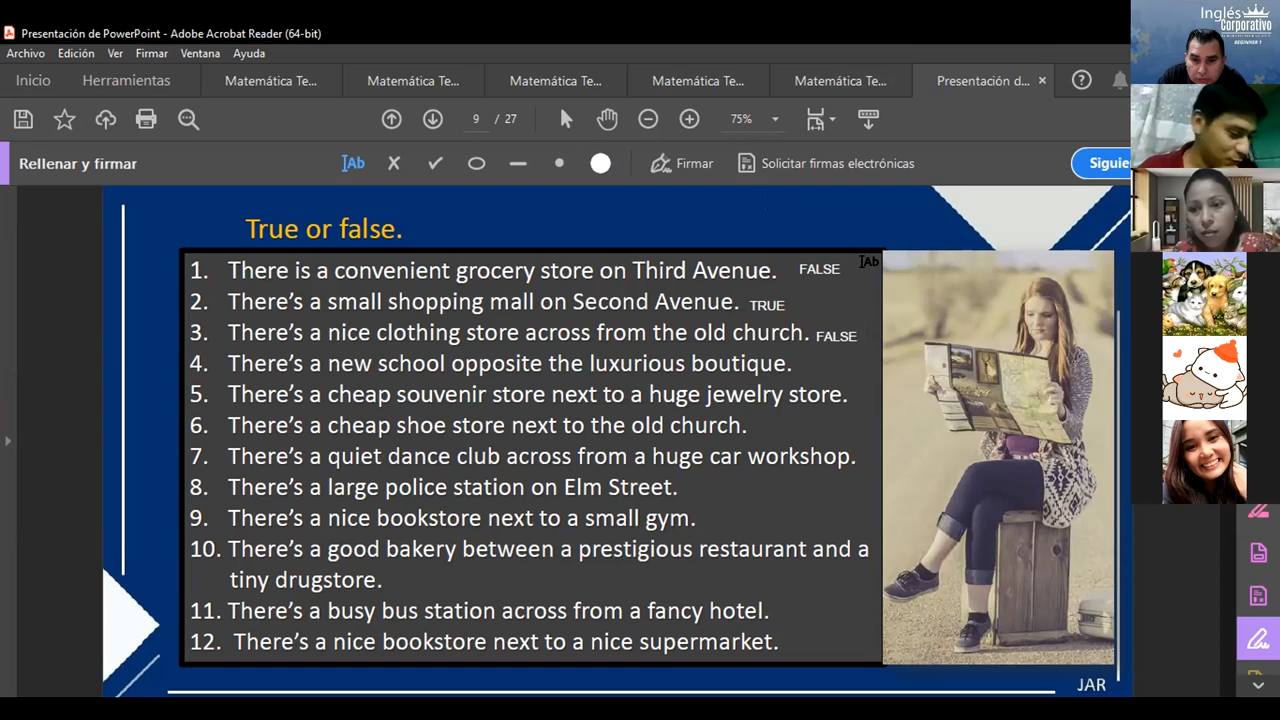 Presentación de PowerPoint - Adobe Acrobat Reader (64-bit)
Archivo Edición Ver Firmar Ventana Ayuda
Inicio Herramientas Matemática Te... Matemática Te... Matemática Te... Matemática Te... Matemática Te... Presentación d... ×
9 / 27 75%
Rellenar y firmar Ab Firmar Solicitar firmas electrónicas Siguie
Inglés
Corporativo
BEGINNER 1
True or false.
1. There is a convenient grocery store on Third Avenue. FALSE
2. There's a small shopping mall on Second Avenue. TRUE
3. There's a nice clothing store across from the old church. FALSE
4. There's a new school opposite the luxurious boutique.
5. There's a cheap souvenir store next to a huge jewelry store.
6. There's a cheap shoe store next to the old church.
7. There's a quiet dance club across from a huge car workshop.
8. There's a large police station on Elm Street.
9. There's a nice bookstore next to a small gym.
10. There's a good bakery between a prestigious restaurant and a
tiny drugstore.
11. There's a busy bus station across from a fancy hotel.
12. There's a nice bookstore next to a nice supermarket.
JAR